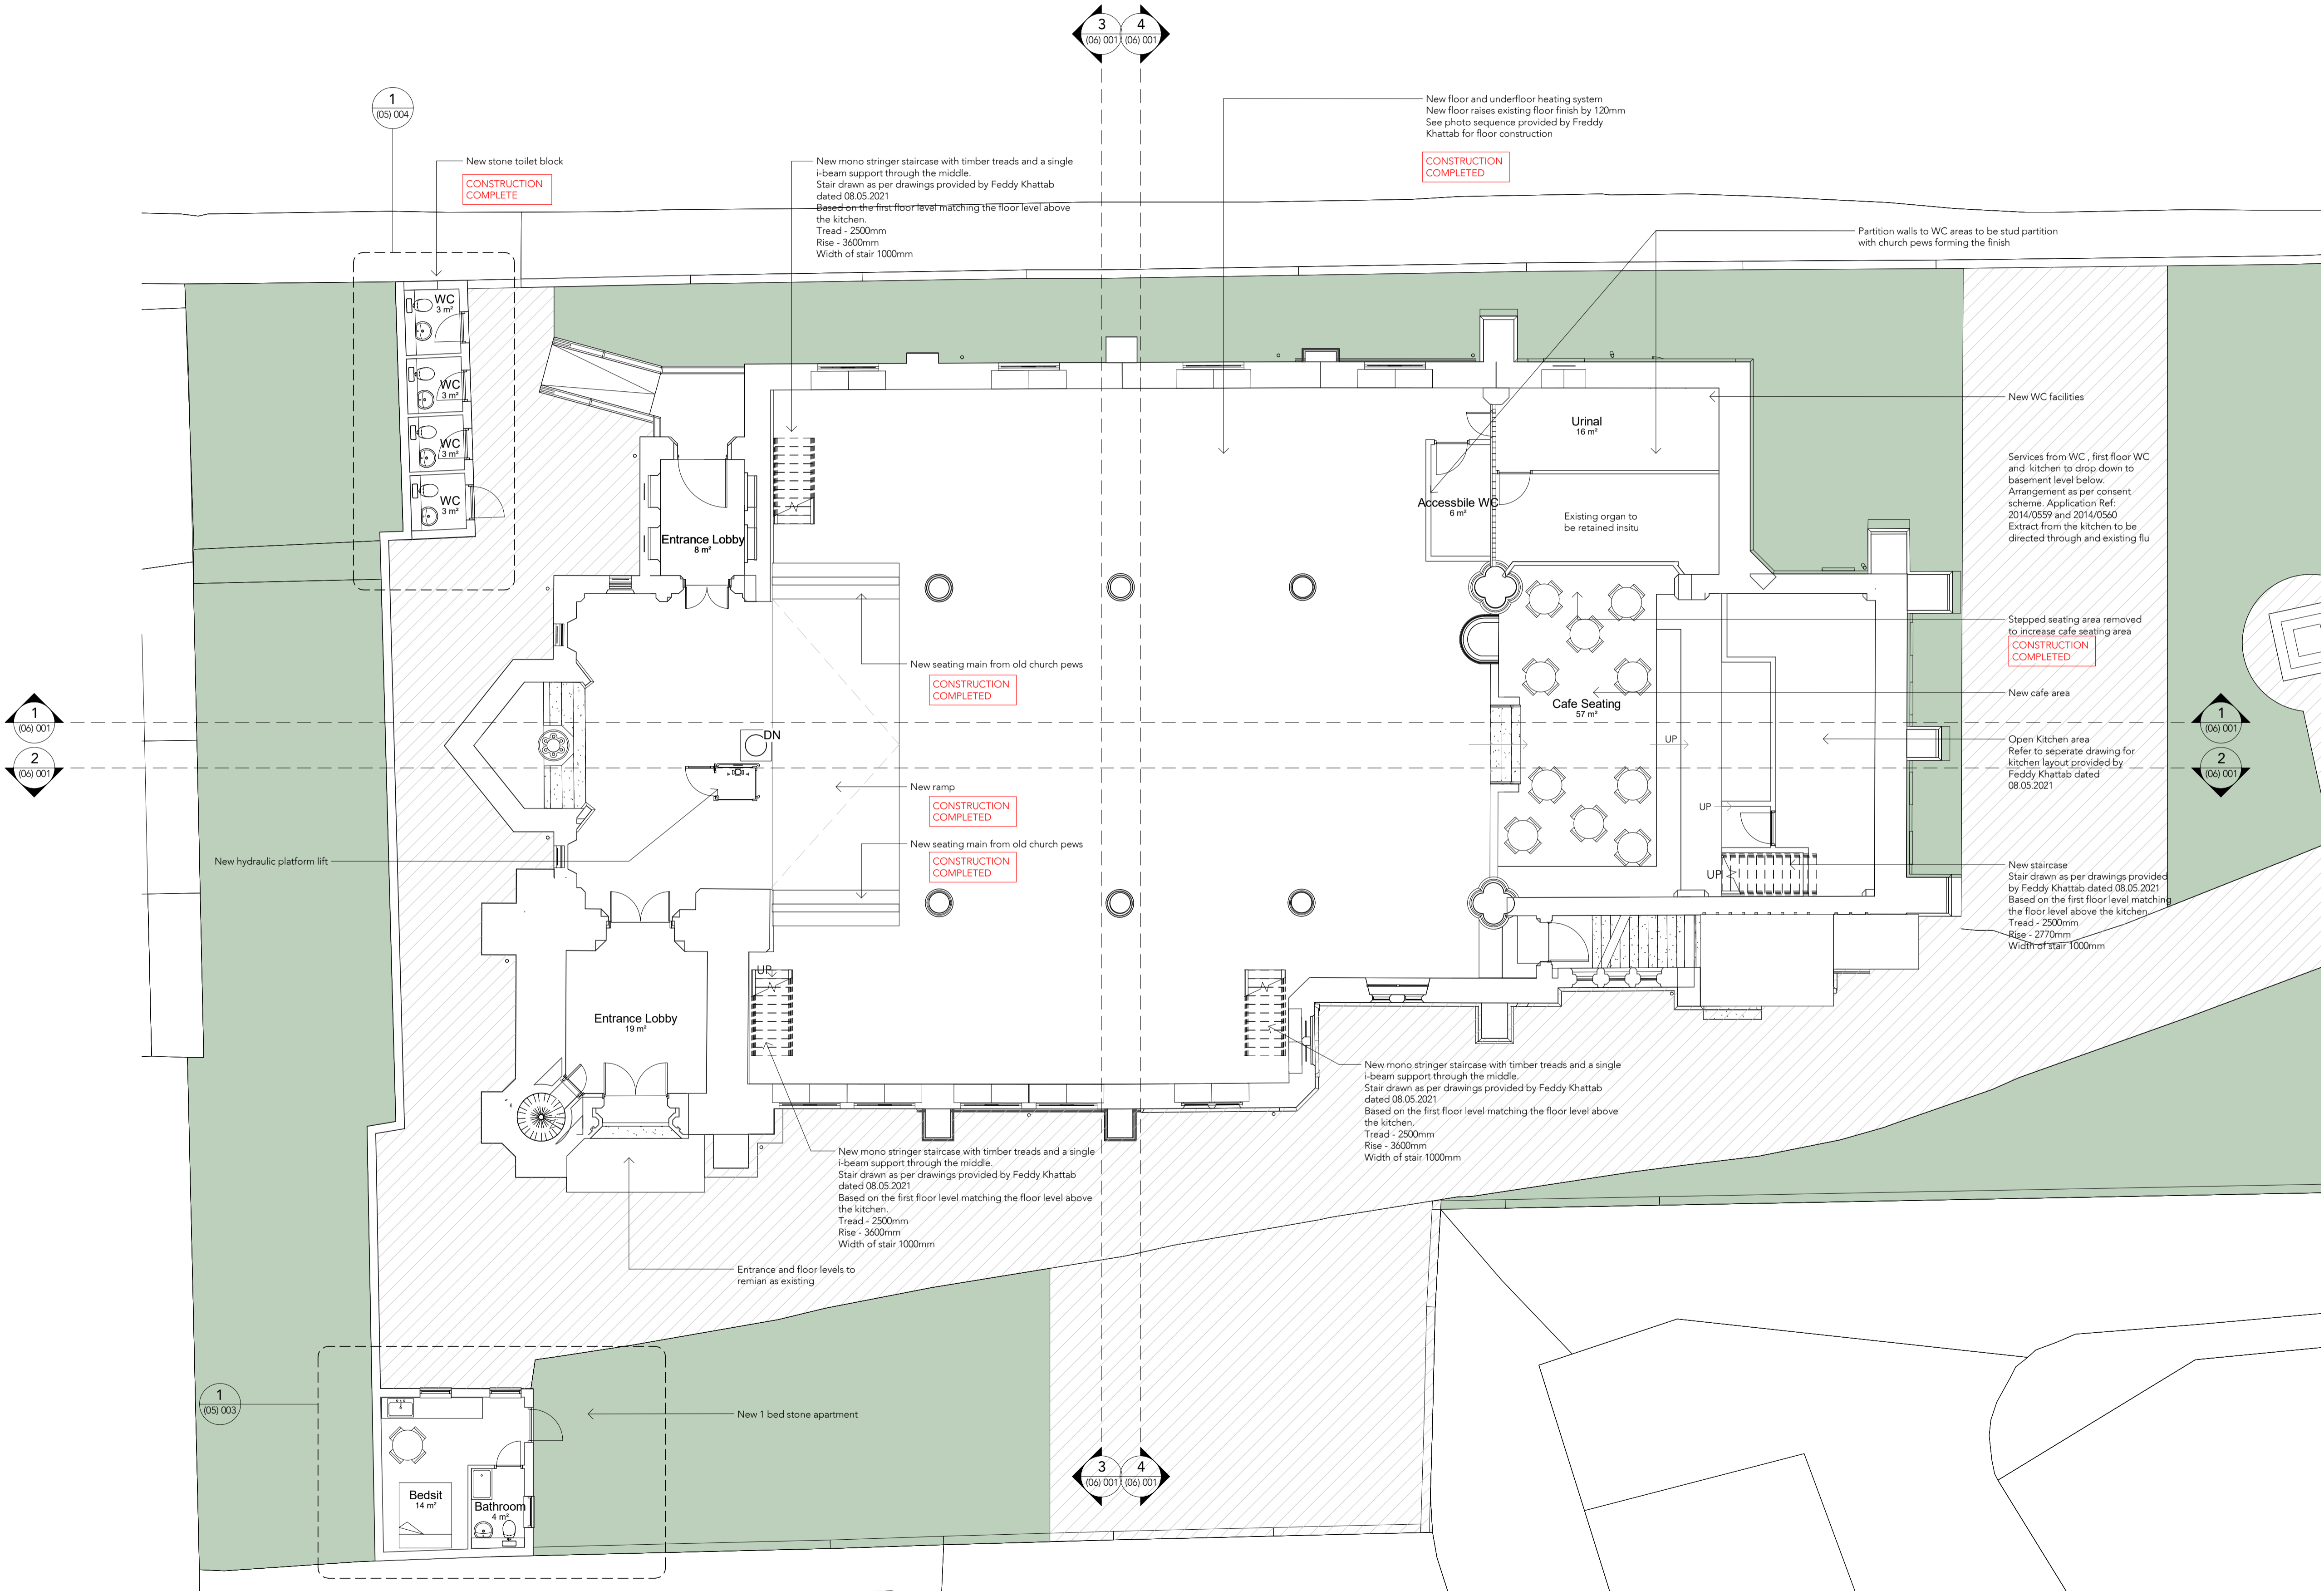 3
(06) 001
4
(06) 001
1
(05) 004
New stone toilet block
CONSTRUCTION
COMPLETE
New mono stringer staircase with timber treads and a single
i-beam support through the middle.
Stair drawn as per drawings provided by Feddy Khattab
dated 08.05.2021
Based on the first floor level matching the floor level above
the kitchen.
Tread - 2500mm
Rise - 3600mm
Width of stair 1000mm
New floor and underfloor heating system
New floor raises existing floor finish by 120mm
See photo sequence provided by Freddy
Khattab for floor construction
CONSTRUCTION
COMPLETED
Partition walls to WC areas to be stud partition
with church pews forming the finish
WC
3 m²
WC
3 m²
WC
3 m²
WC
3 m²
Entrance Lobby
8 m²
Urinal
16 m²
Accessbile WC
6 m²
Existing organ to
be retained insitu
New WC facilities
Services from WC , first floor WC
and kitchen to drop down to
basement level below.
Arrangement as per consent
scheme. Application Ref:
2014/0559 and 2014/0560
Extract from the kitchen to be
directed through and existing flu
Stepped seating area removed
to increase cafe seating area
CONSTRUCTION
COMPLETED
New cafe area
Open Kitchen area
Refer to seperate drawing for
kitchen layout provided by
Feddy Khattab dated
08.05.2021
New staircase
Stair drawn as per drawings provided
by Feddy Khattab dated 08.05.2021
Based on the first floor level matching
the floor level above the kitchen.
Tread - 2500mm
Rise - 2770mm
Width of stair 1000mm
New seating main from old church pews
CONSTRUCTION
COMPLETED
Cafe Seating
57 m²
UP
UP
UP
1
(06) 001
2
(06) 001
1
(06) 001
2
(06) 001
DN
New ramp
CONSTRUCTION
COMPLETED
New seating main from old church pews
CONSTRUCTION
COMPLETED
New hydraulic platform lift
UP
Entrance Lobby
19 m²
New mono stringer staircase with timber treads and a single
i-beam support through the middle.
Stair drawn as per drawings provided by Feddy Khattab
dated 08.05.2021
Based on the first floor level matching the floor level above
the kitchen.
Tread - 2500mm
Rise - 3600mm
Width of stair 1000mm
New mono stringer staircase with timber treads and a single
i-beam support through the middle.
Stair drawn as per drawings provided by Feddy Khattab
dated 08.05.2021
Based on the first floor level matching the floor level above
the kitchen.
Tread - 2500mm
Rise - 3600mm
Width of stair 1000mm
Entrance and floor levels to
remian as existing
1
(05) 003
New 1 bed stone apartment
Bedsit
14 m²
Bathroom
4 m²
3
(06) 001
4
(06) 001